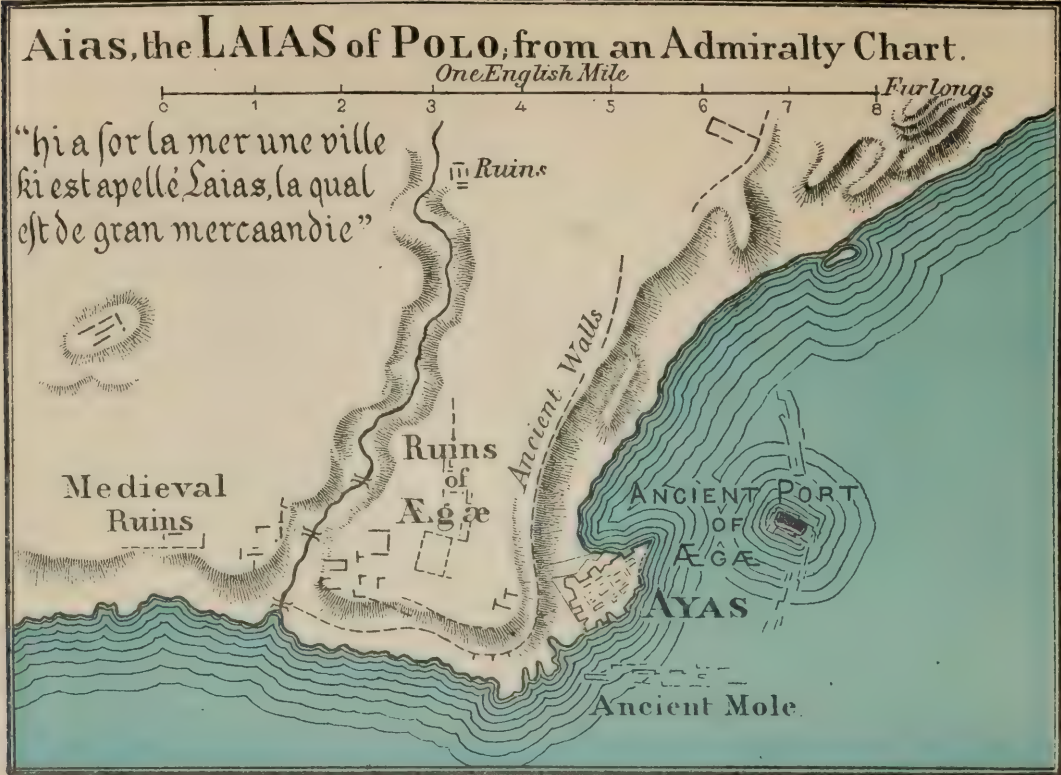 Aias, the LAIAS of POLO; from an Admiralty Chart.
One English Mile
0 1 2 3 4 5 6 7 8 Furlongs
“hi a ſor la mer une ville
ki est apellé Laias, la qual
eſt de gran mercaandie”
Ruins
Ancient Walls
Ruins
of
Ægæ
Medieval
Ruins
ANCIENT PORT
OF
ÆGÆ
AYAS
Ancient Mole